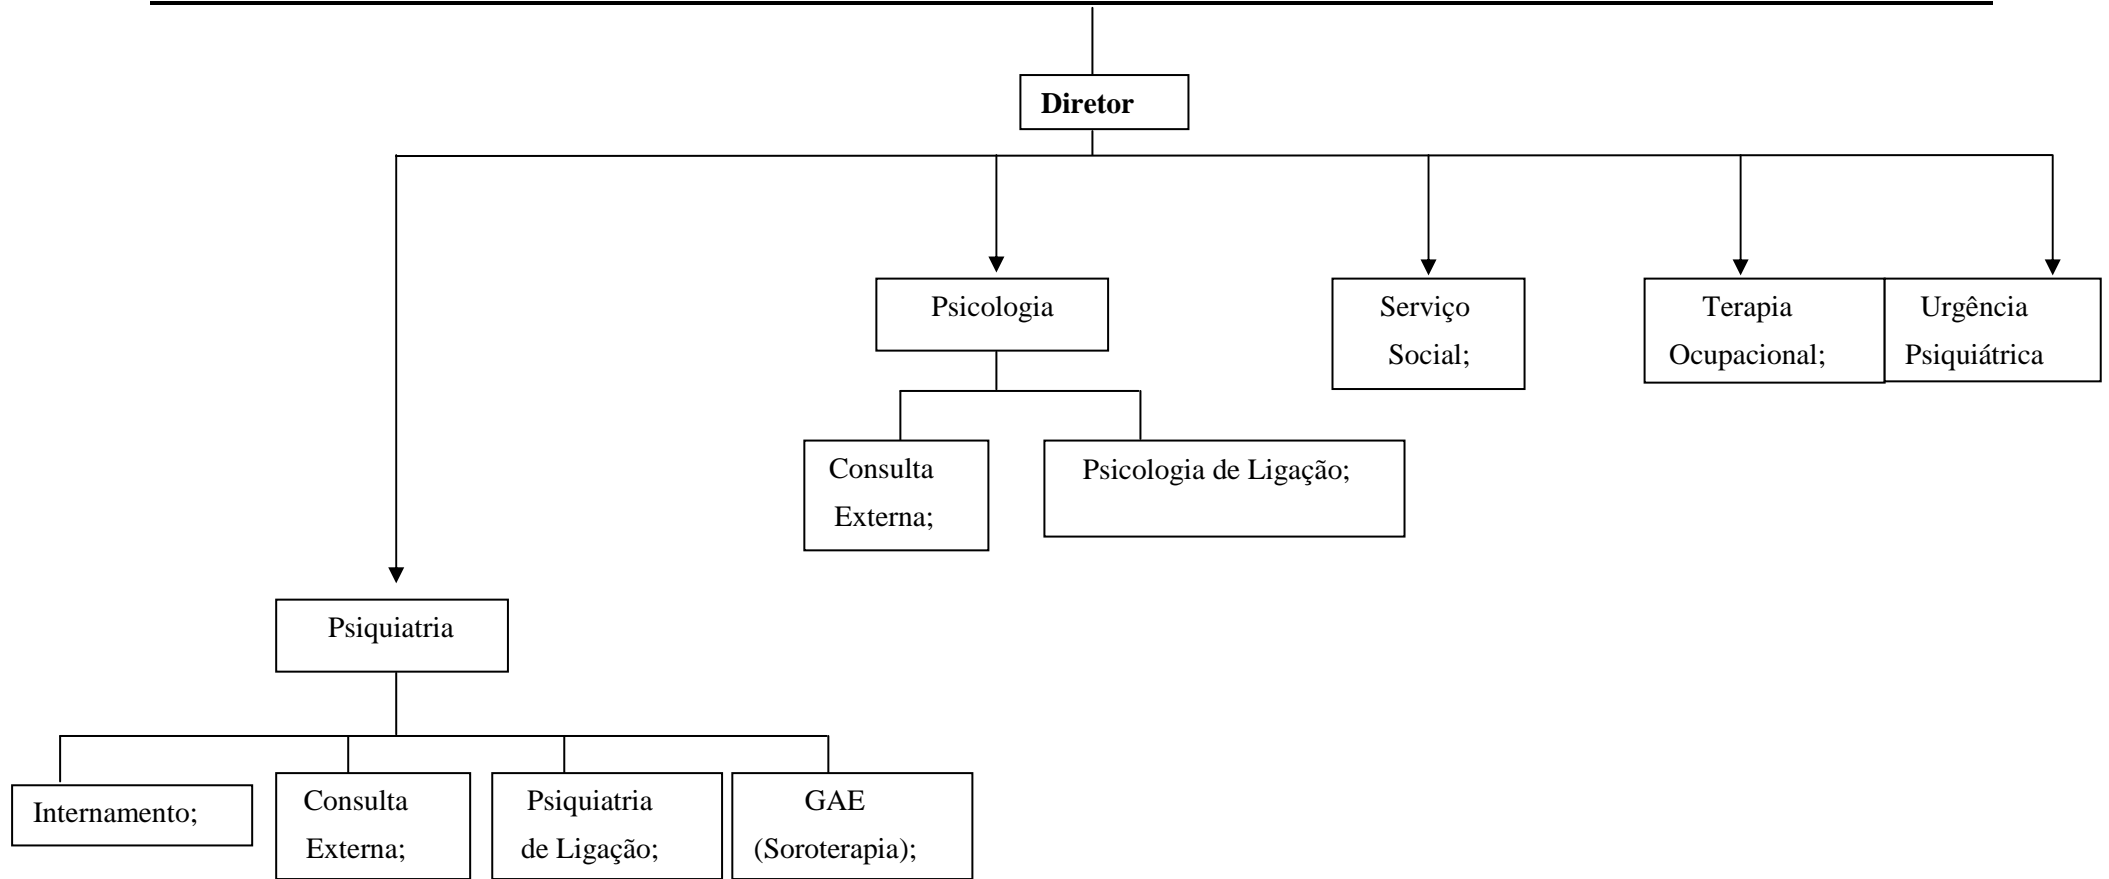 Diretor
Psicologia
Serviço
Social;
Terapia
Ocupacional;
Urgência
Psiquiátrica
Consulta
Externa;
Psicologia de Ligação;
Psiquiatria
Internamento;
Consulta
Externa;
Psiquiatria
de Ligação;
GAE
(Soroterapia);